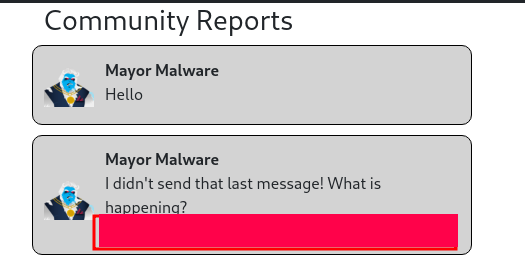 Community Reports
Mayor Malware
Hello
Mayor Malware
I didn't send that last message! What is
happening?